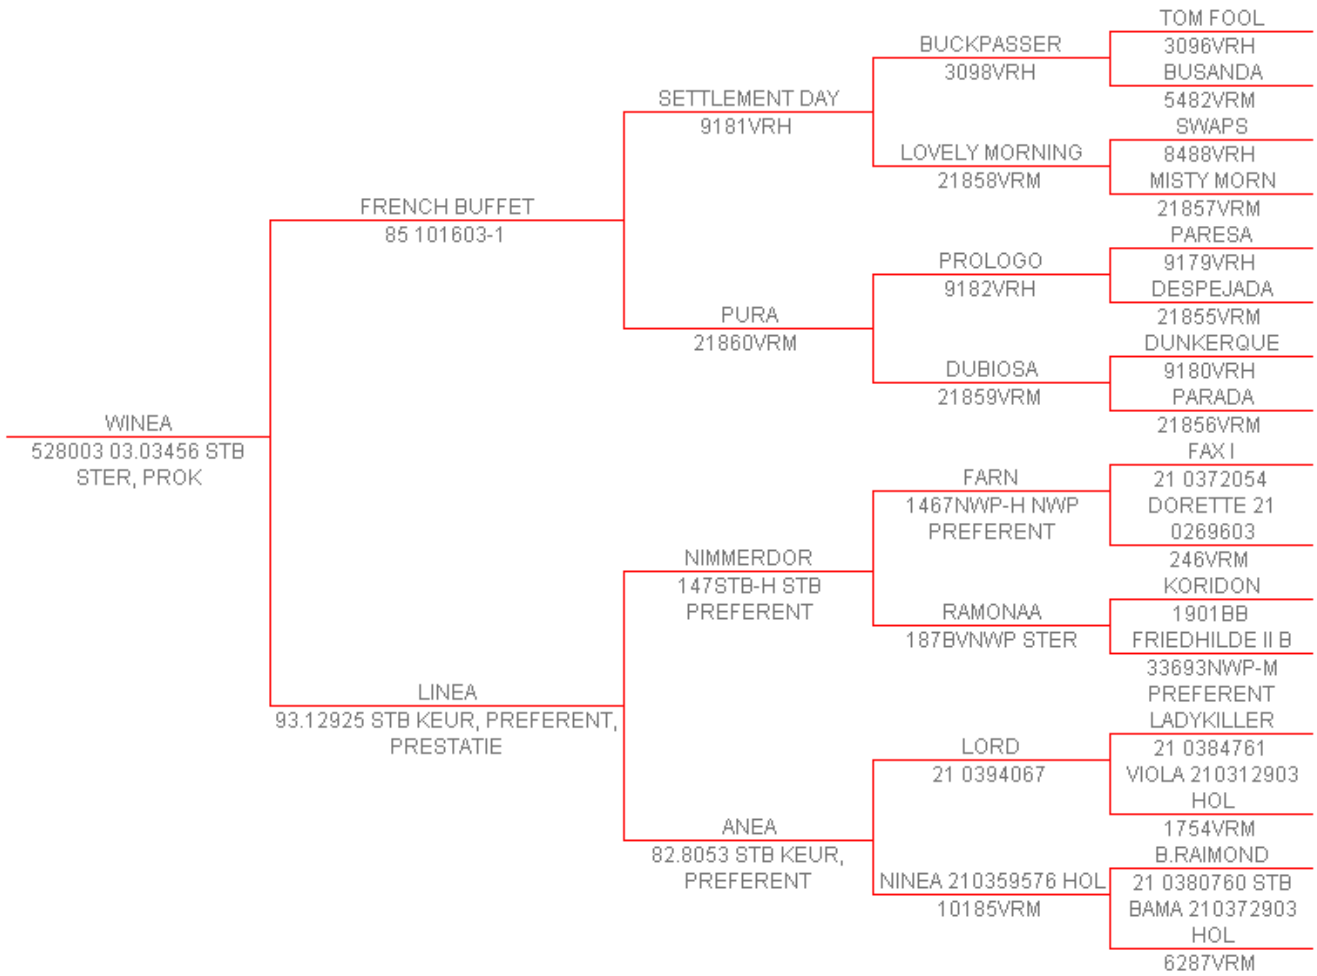 TOM FOOL
BUCKPASSER
3096VRH
3098VRH
BUSANDA
SETTLEMENT DAY
5482VRM
9181VRH
SWAPS
LOVELY MORNING
8488VRH
21858VRM
MISTY MORN
FRENCH BUFFET
21857VRM
85 101603-1
PARESA
PROLOGO
9179VRH
9182VRH
DESPEJADA
PURA
21855VRM
21860VRM
DUNKERQUE
DUBIOSA
9180VRH
21859VRM
PARADA
WINEA
21856VRM
528003 03.03456 STB
STER, PROK
FAX I
FARN
21 0372054
1467NWP-H NWP
PREFERENT
DORETTE 21
0269603
NIMMERDOR
246VRM
147STB-H STB
PREFERENT
KORIDON
RAMONAA
1901BB
187BVNWP STER
FRIEDHILDE II B
33693NWP-M
PREFERENT
LINEA
93.12925 STB KEUR, PREFERENT,
PRESTATIE
LADYKILLER
LORD
21 0384761
21 0394067
VIOLA 210312903
HOL
ANEA
1754VRM
82.8053 STB KEUR,
PREFERENT
B.RAIMOND
NINEA 210359576 HOL
21 0380760 STB
10185VRM
BAMA 210372903
HOL
6287VRM